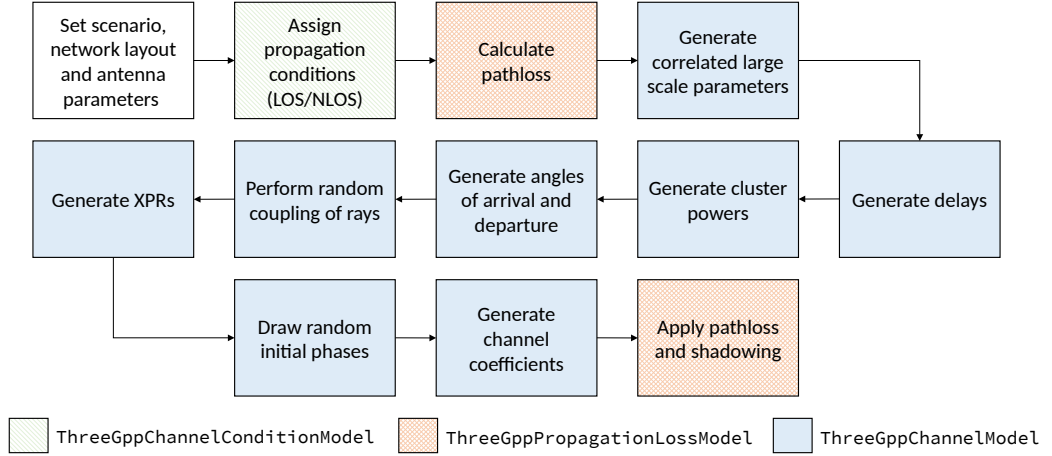 Set scenario,
network layout
and antenna
parameters
Assign
propagation
conditions
(LOS/NLOS)
Calculate
pathloss
Generate
correlated large
scale parameters
Generate XPRs
Perform random
coupling of rays
Generate angles
of arrival and
departure
Generate cluster
powers
Generate delays
Draw random
initial phases
Generate
channel
coefficients
Apply pathloss
and shadowing
ThreeGppChannelConditionModel
ThreeGppPropagationLossModel
ThreeGppChannelModel